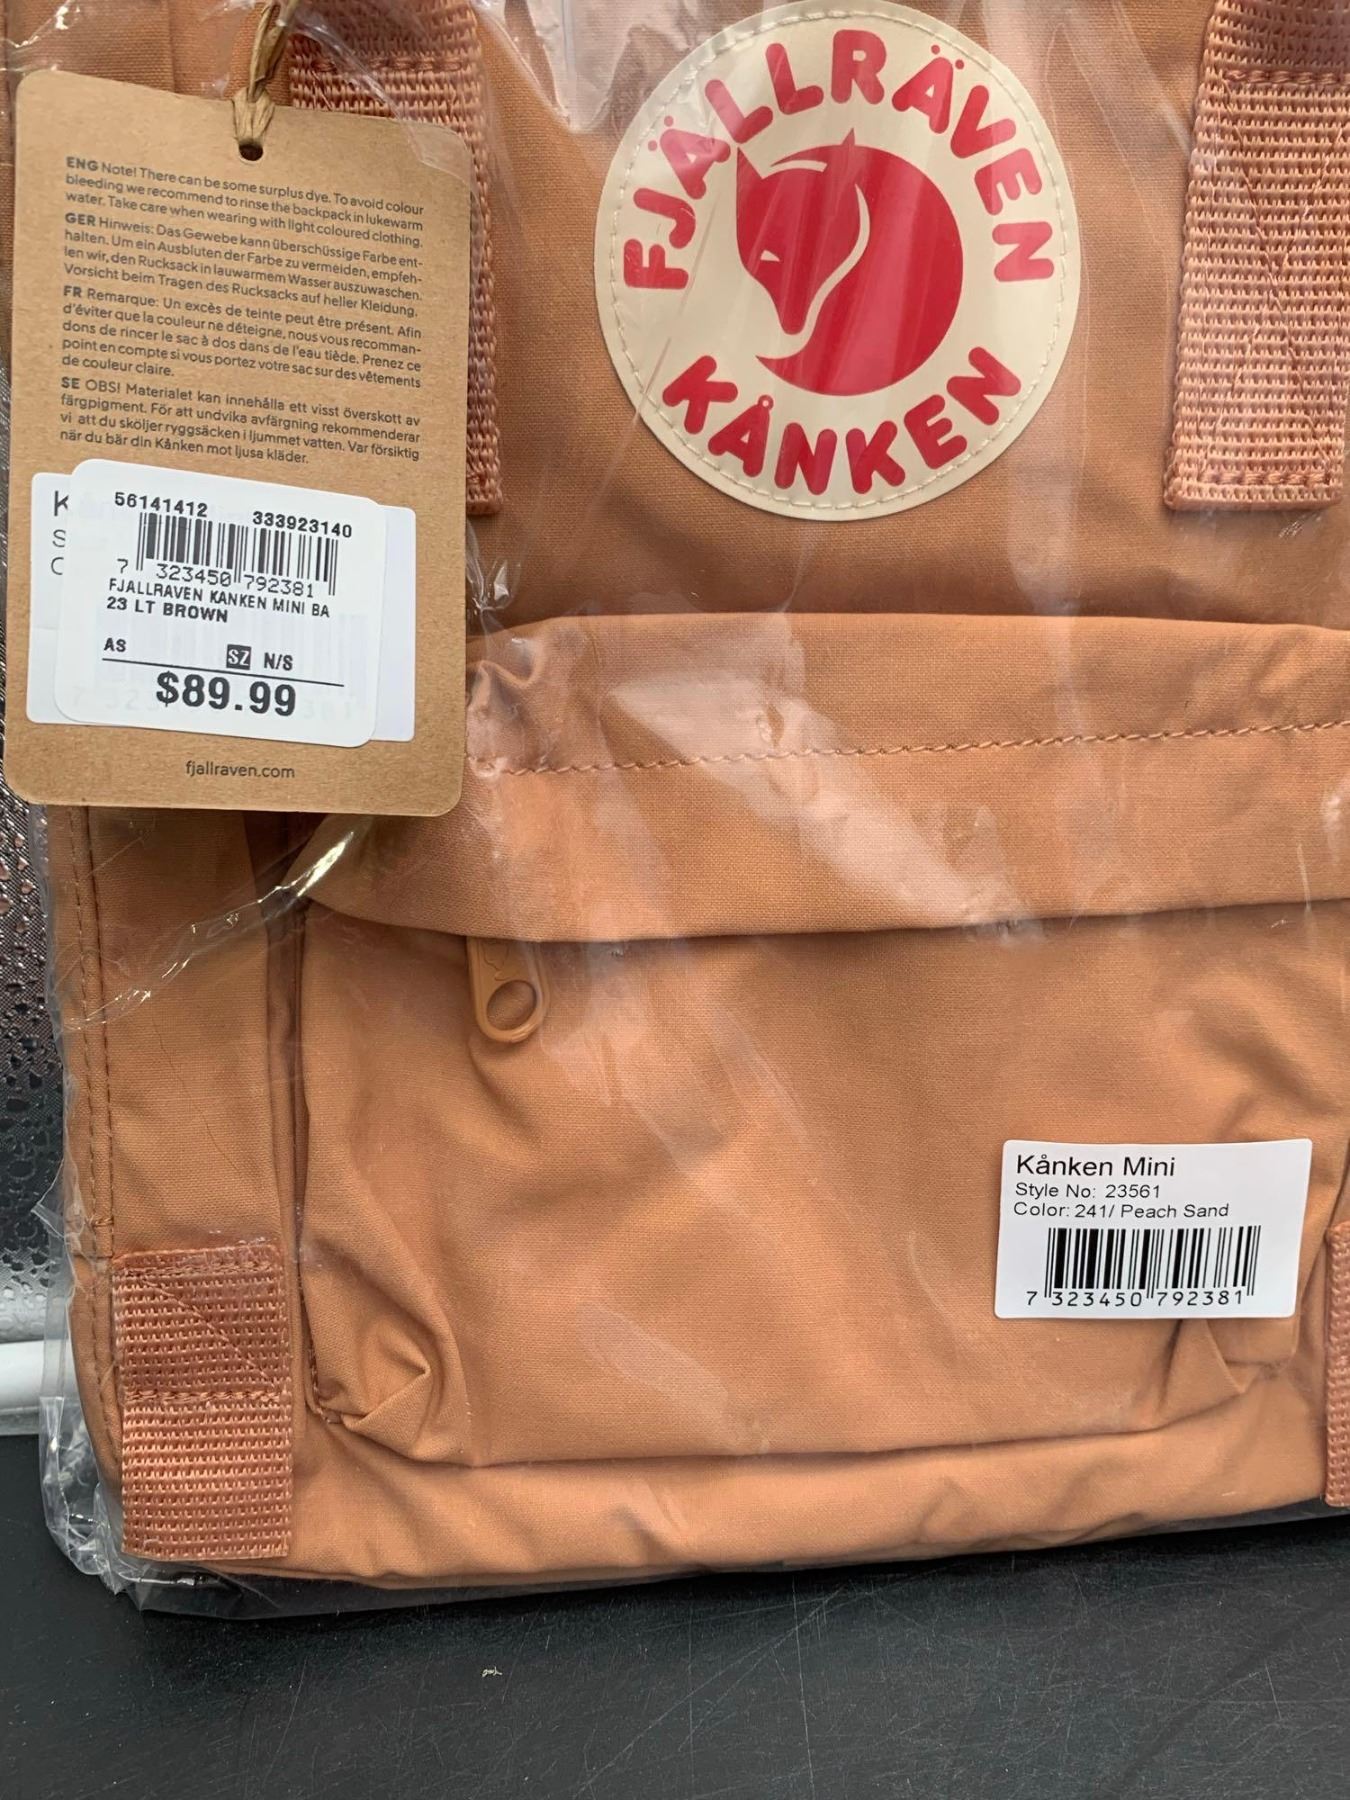 ENG Note! There can be some surplus dye. To avoid colour
bleeding we recommend to rinse the backpack in lukewarm
water. Take care when wearing with light coloured clothing.
GER Hinweis: Das Gewebe kann überschüssige Farbe ent-
halten. Um ein Ausbluten der Farbe zu vermeiden, empfeh-
len wir, den Rucksack in lauwarmem Wasser auszuwaschen.
Vorsicht beim Tragen des Rucksacks auf heller Kleidung.
FR Remarque: Un excès de teinte peut être présent. Afin
d'éviter que la couleur ne déteigne, nous vous recomman-
dons de rincer le sac à dos dans de l'eau tiède. Prenez ce
point en compte si vous portez votre sac sur des vêtements
de couleur claire.
SE OBS! Materialet kan innehålla ett visst överskott av
färgpigment. För att undvika avfärgning rekommenderar
vi att du sköljer ryggsäcken i ljummet vatten. Var försiktig
när du bär din Kånken mot ljusa kläder.
56141412 333923140
7 323450 792381
FJALLRAVEN KANKEN MINI BA
23 LT BROWN
AS SZ N/S
$89.99
fjallraven.com
FJÄLLRÄVEN
KÅNKEN
Kånken Mini
Style No: 23561
Color: 241/ Peach Sand
7 323450 792381